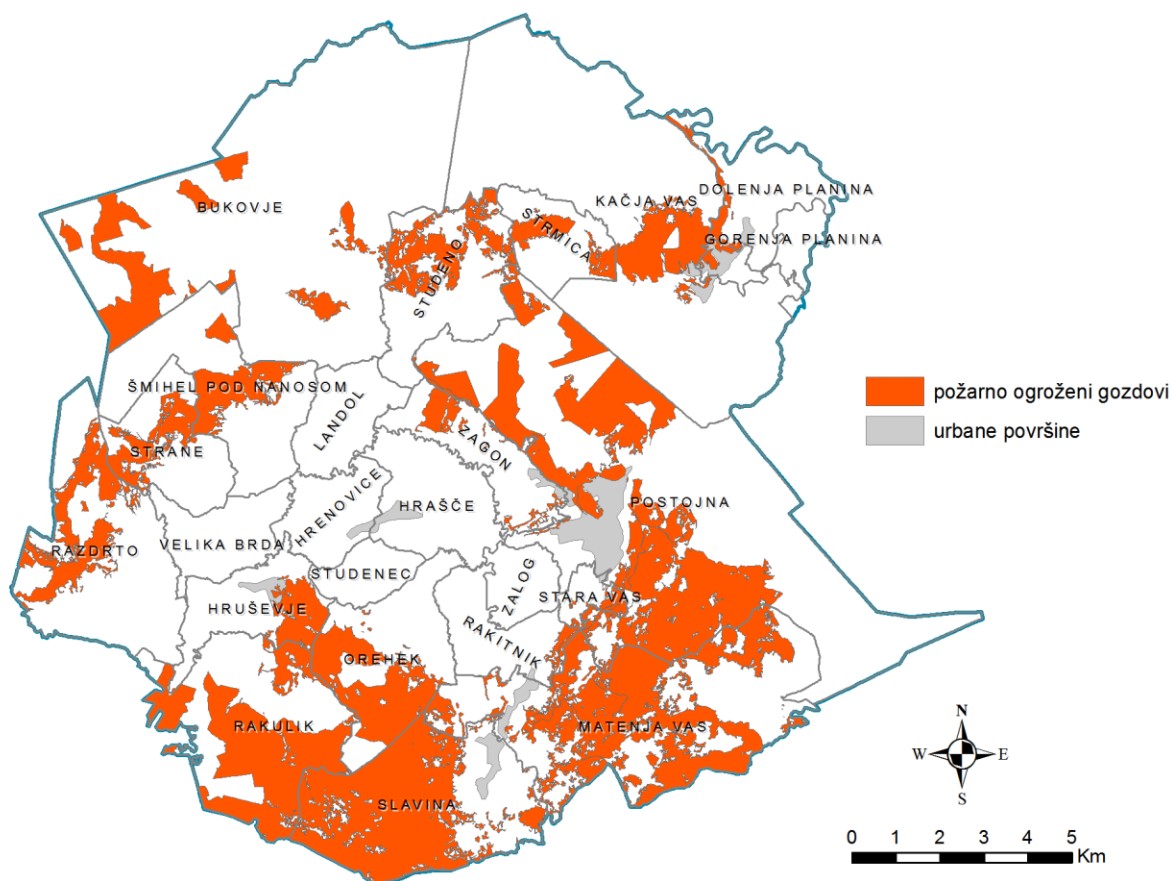 BUKOVJE
KAČJA VAS
DOLENJA PLANINA
STRMICA
GORENJA PLANINA
STUDENO
ŠMIHEL POD NANOSOM
LANDOL
ZAGON
STRANE
HRENOVICE
HRAŠČE
POSTOJNA
RAZDRTO
VELIKA BRDA
STUDENEC
ZALOG
STARA VAS
HRUŠEVJE
RAKITNIK
OREHEK
RAKULIK
MATENJA VAS
SLAVINA
požarno ogroženi gozdovi
urbane površine
N
W E
S
0 1 2 3 4 5
Km